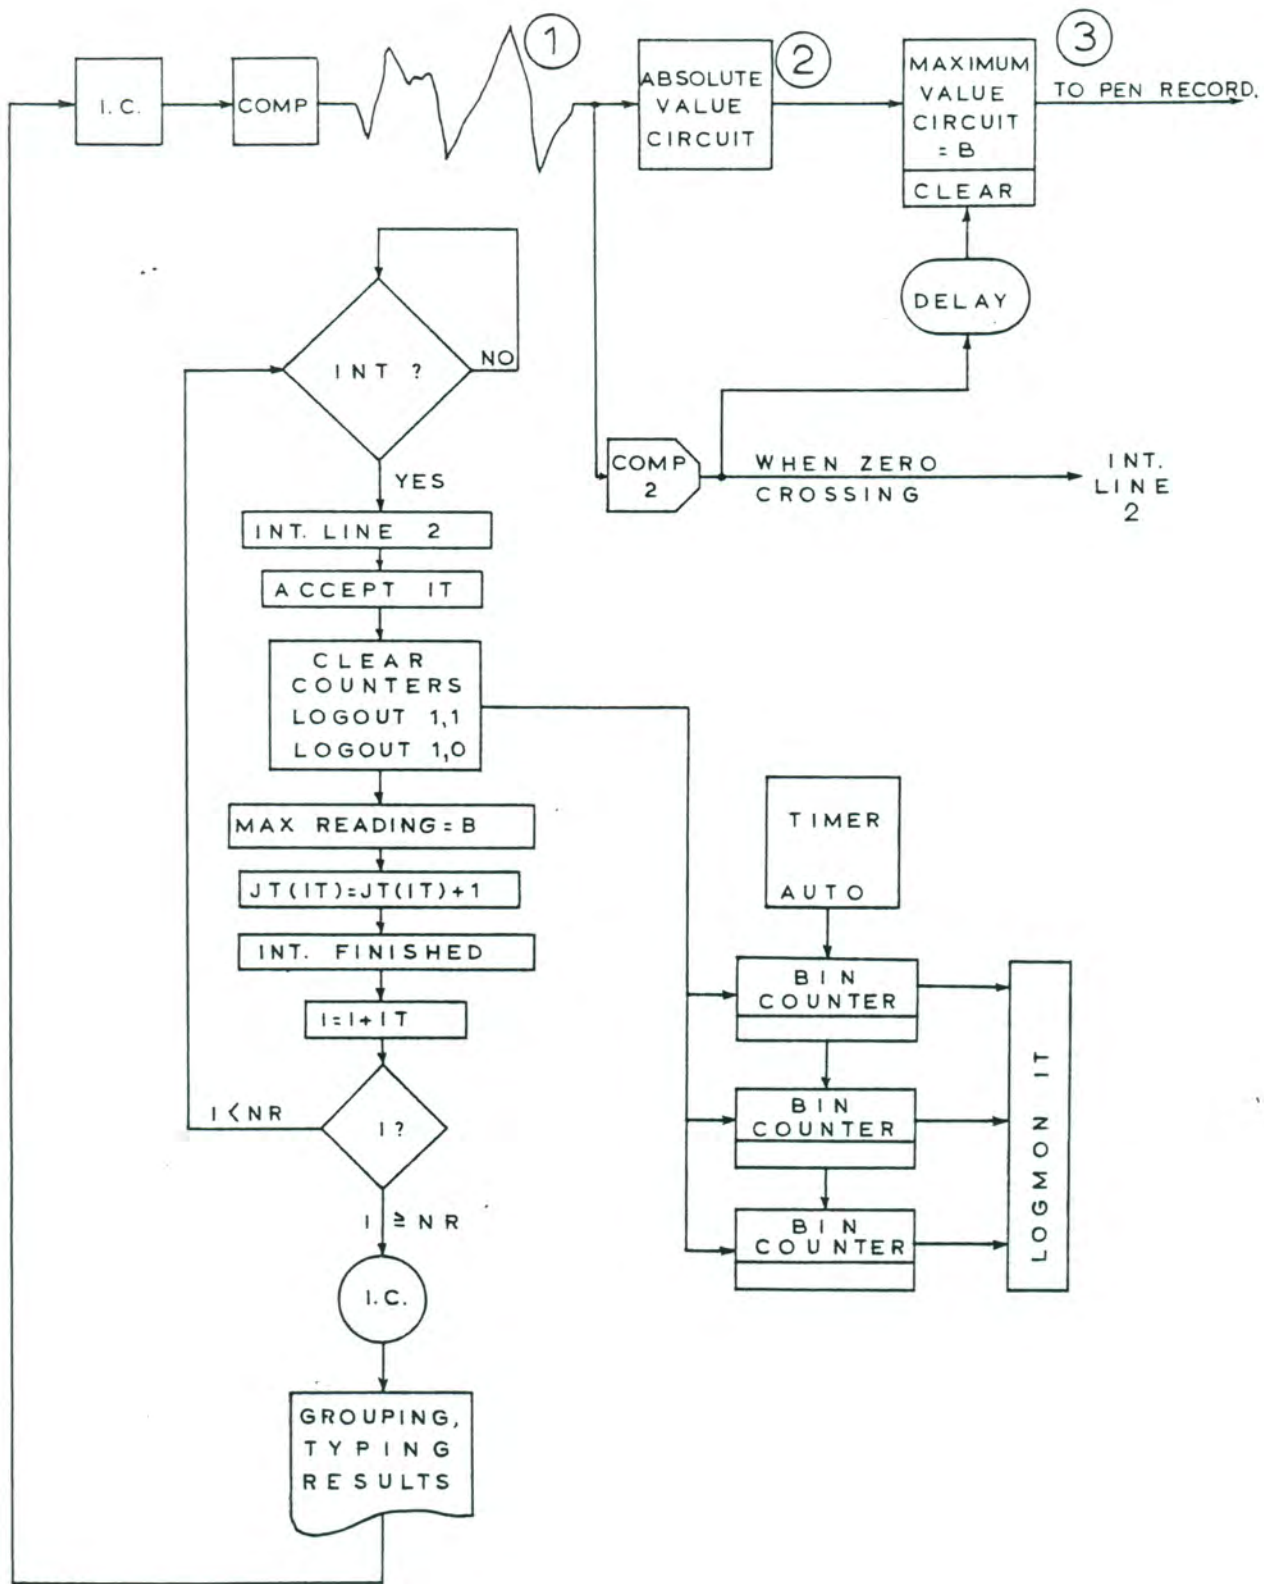 I.C.
COMP
1
ABSOLUTE
VALUE
CIRCUIT
2
MAXIMUM
VALUE
CIRCUIT
= B
CLEAR
3
TO PEN RECORD.
DELAY
COMP
2
WHEN ZERO
CROSSING
INT.
LINE
2
INT ?
NO
YES
INT. LINE 2
ACCEPT IT
CLEAR
COUNTERS
LOGOUT 1,1
LOGOUT 1,0
MAX READING = B
JT(IT)=JT(IT)+1
INT. FINISHED
I=I+IT
I<NR
I?
I ≧ NR
I.C.
GROUPING,
TYPING
RESULTS
TIMER
AUTO
BIN
COUNTER
BIN
COUNTER
BIN
COUNTER
LOGMON IT